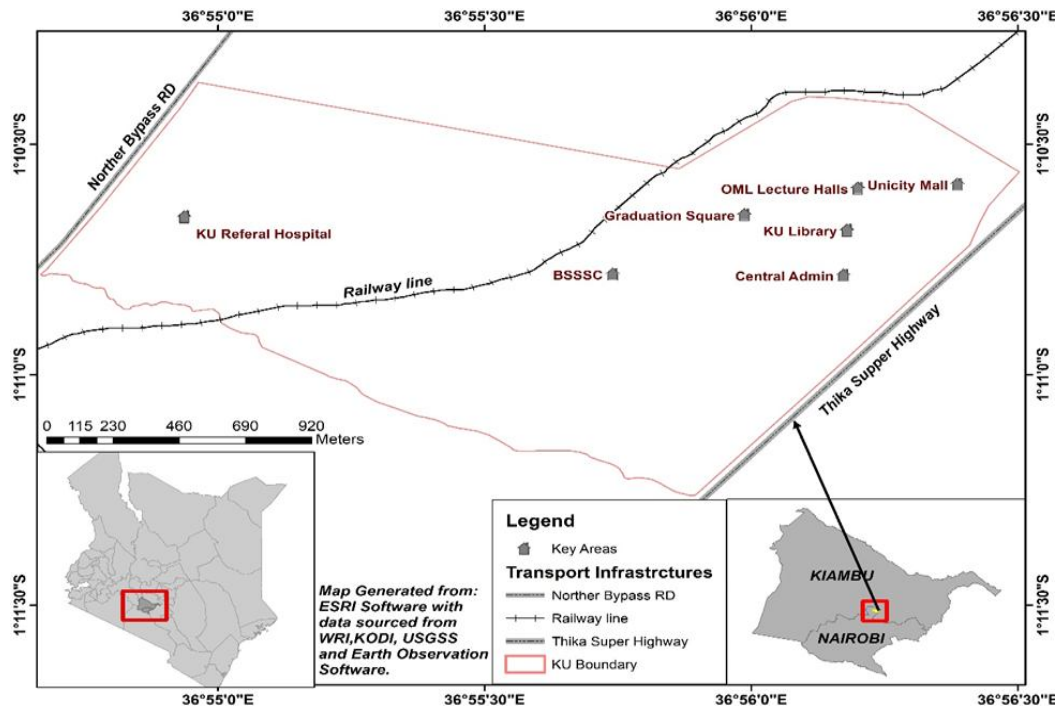 36°55'0"E 36°55'30"E 36°56'0"E 36°56'30"E
1°10'30"S
1°10'30"S
Norther Bypass RD
OML Lecture Halls
Unicity Mall
Graduation Square
KU Referal Hospital
KU Library
BSSSC
Central Admin
Railway line
Thika Supper Highway
1°11'0"S
1°11'0"S
0 115 230 460 690 920
Meters
Legend
Key Areas
Transport Infrastrctures
Norther Bypass RD
Railway line
Thika Super Highway
KU Boundary
Map Generated from:
ESRI Software with
data sourced from
WRI,KODI, USGSS
and Earth Observation
Software.
KIAMBU
NAIROBI
1°11'30"S
1°11'30"S
36°55'0"E 36°55'30"E 36°56'0"E 36°56'30"E